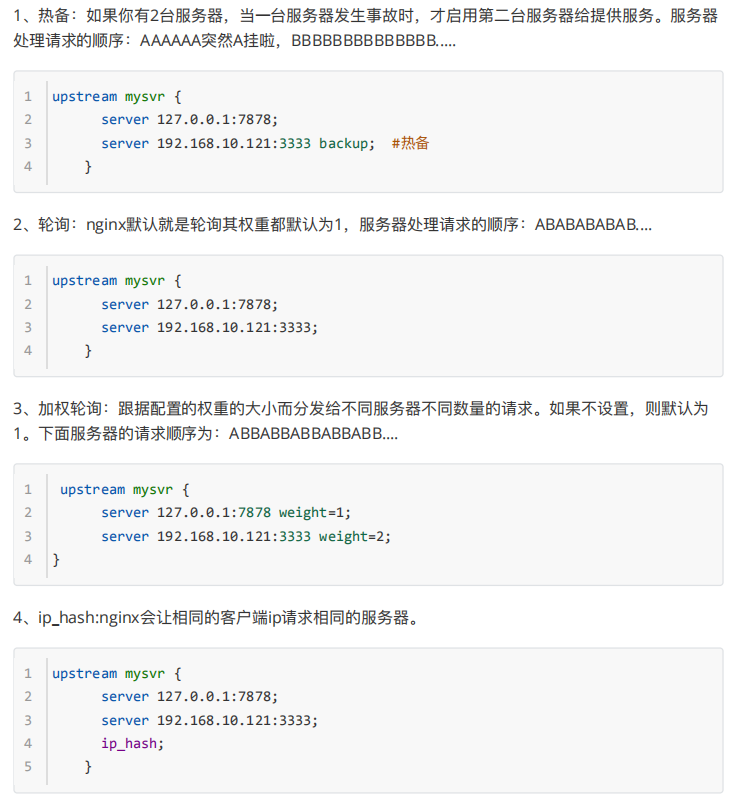 1、热备：如果你有2台服务器，当一台服务器发生事故时，才启用第二台服务器给提供服务。服务器
处理请求的顺序：AAAAAA突然A挂啦，BBBBBBBBBBBBBB.....
1 upstream mysvr {
2       server 127.0.0.1:7878;
3       server 192.168.10.121:3333 backup;  #热备
4     }
2、轮询：nginx默认就是轮询其权重都默认为1，服务器处理请求的顺序：ABABABABAB....
1 upstream mysvr {
2       server 127.0.0.1:7878;
3       server 192.168.10.121:3333;
4     }
3、加权轮询：跟据配置的权重的大小而分发给不同服务器不同数量的请求。如果不设置，则默认为
1。下面服务器的请求顺序为：ABBABBABBABBABB....
1  upstream mysvr {
2       server 127.0.0.1:7878 weight=1;
3       server 192.168.10.121:3333 weight=2;
4 }
4、ip_hash:nginx会让相同的客户端ip请求相同的服务器。
1 upstream mysvr {
2       server 127.0.0.1:7878;
3       server 192.168.10.121:3333;
4       ip_hash;
5     }